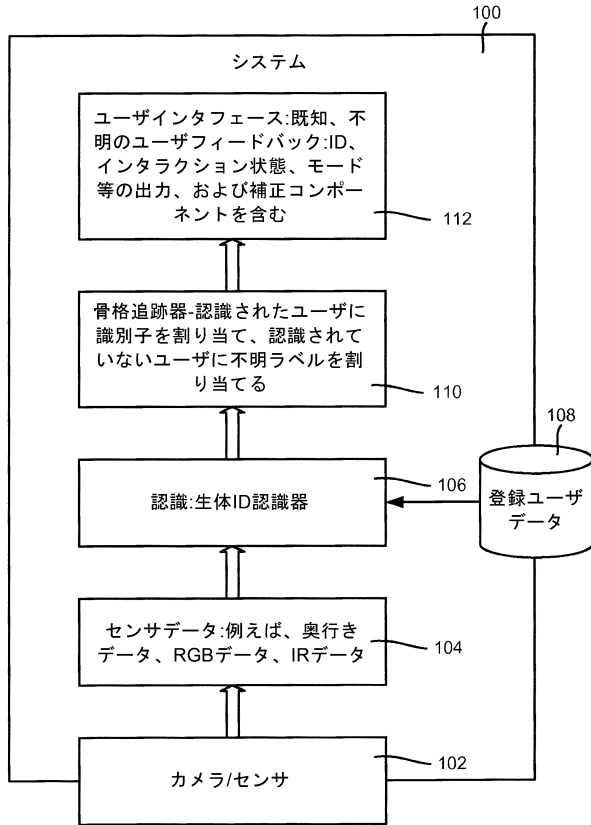 100
システム
ユーザインタフェース:既知、不
明のユーザフィードバック:ID、
インタラクション状態、モード
等の出力、および補正コンポー
ネントを含む
112
骨格追跡器-認識されたユーザに
識別子を割り当て、認識されて
いないユーザに不明ラベルを割
り当てる
110
108
認識:生体ID認識器
106
登録ユーザ
データ
センサデータ:例えば、奥行き
データ、RGBデータ、IRデータ
104
カメラ/センサ
102